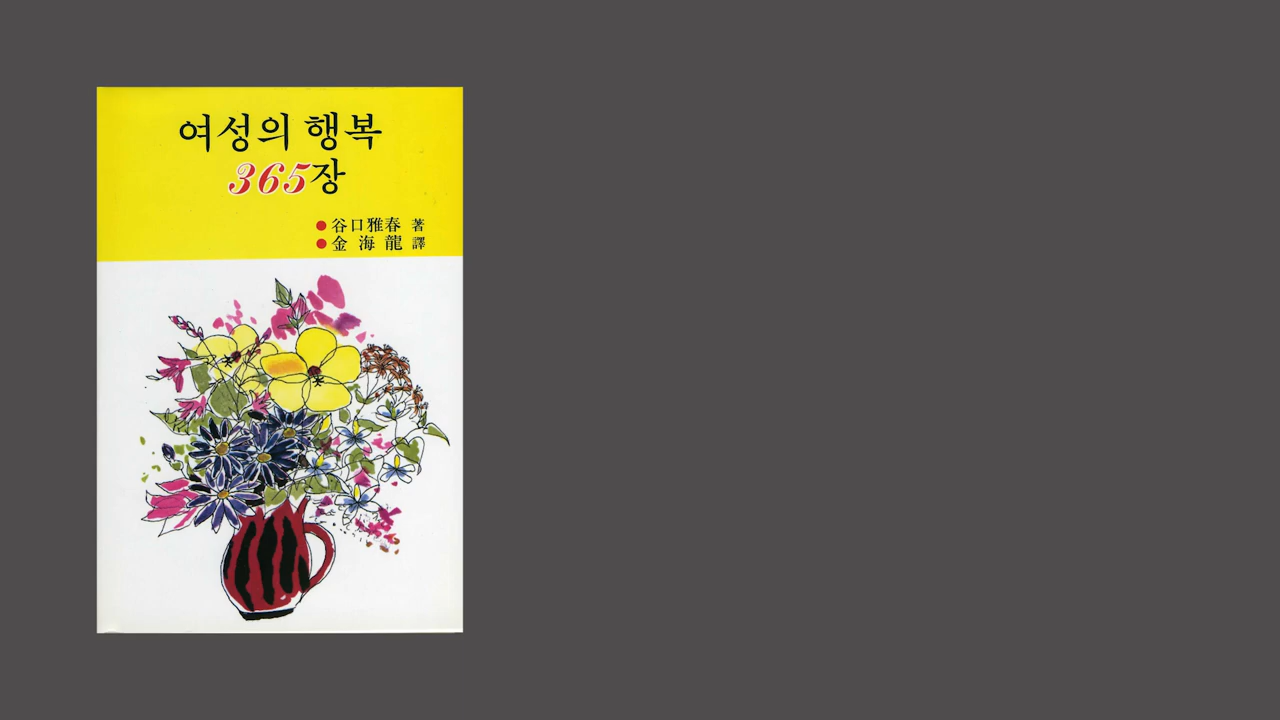 여성의 행복
365장
● 谷口雅春 著
● 金海龍 譯